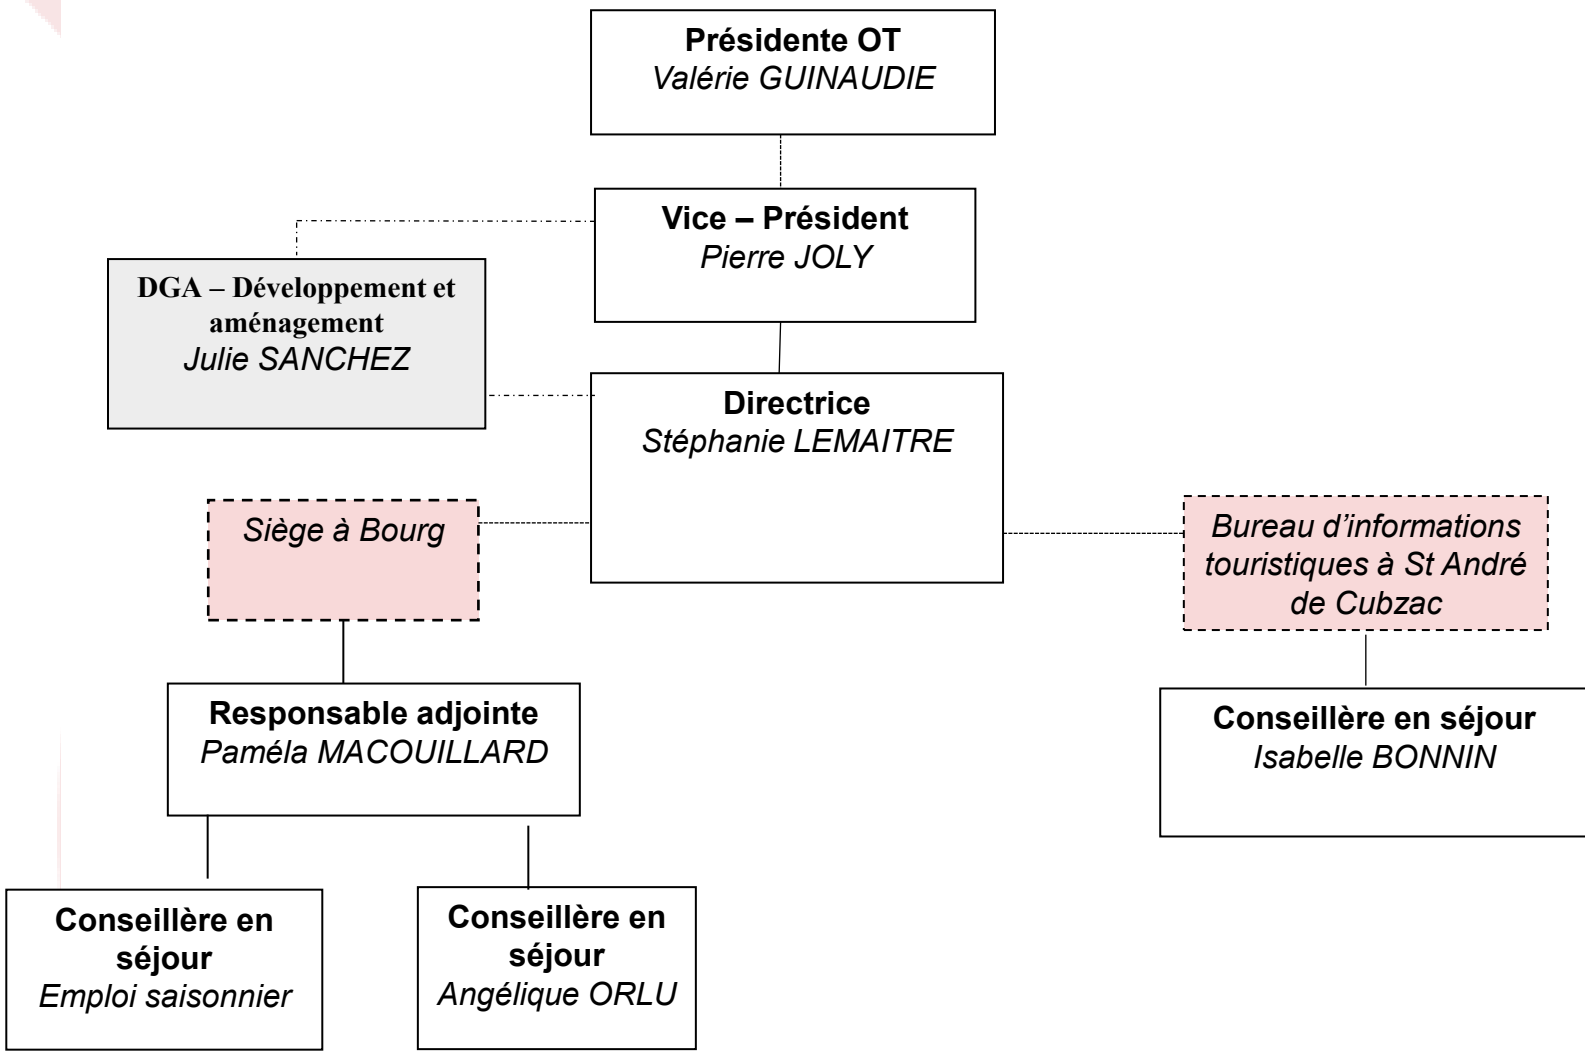 Présidente OT
Valérie GUINAUDIE
Vice – Président
Pierre JOLY
DGA – Développement et
aménagement
Julie SANCHEZ
Directrice
Stéphanie LEMAITRE
Siège à Bourg
Bureau d’informations
touristiques à St André
de Cubzac
Responsable adjointe
Paméla MACOUILLARD
Conseillère en séjour
Isabelle BONNIN
Conseillère en
séjour
Emploi saisonnier
Conseillère en
séjour
Angélique ORLU